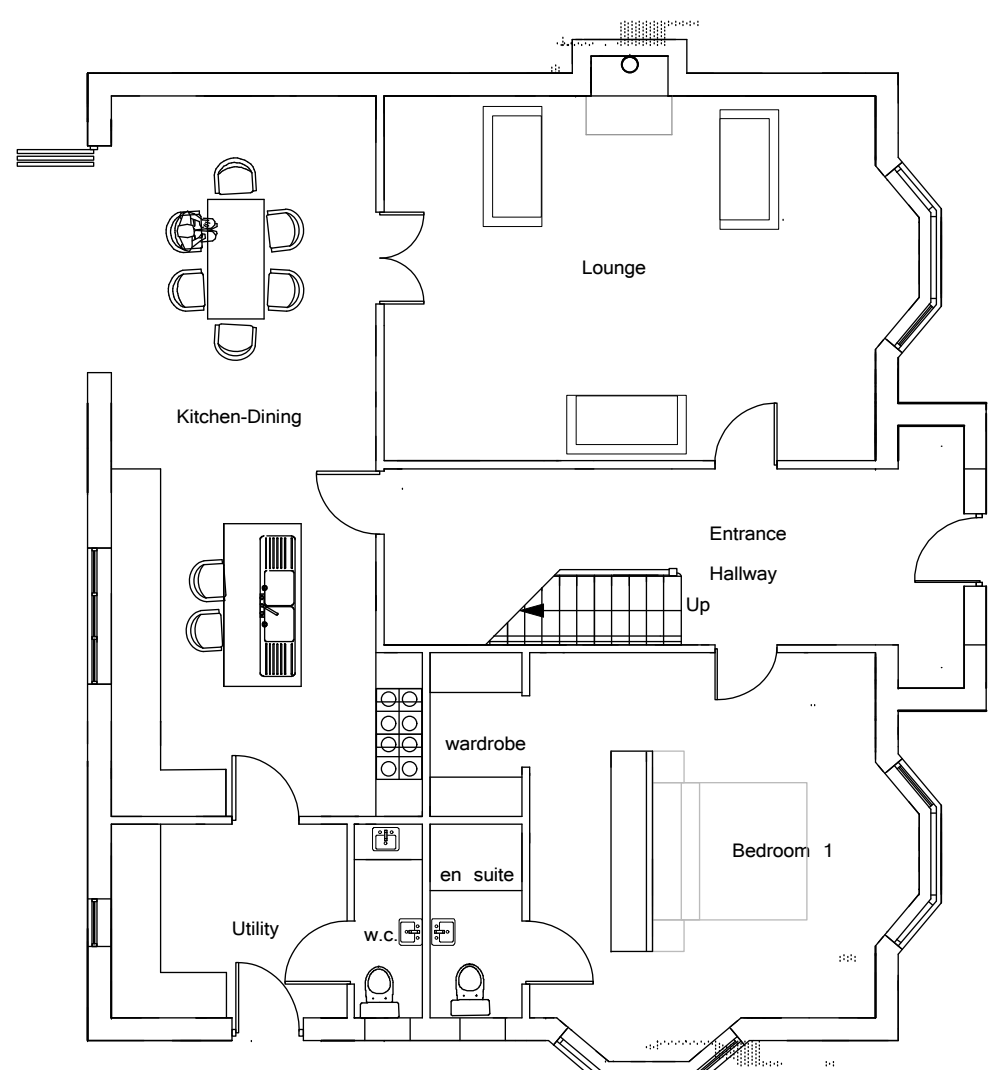 Lounge
Kitchen-Dining
Entrance
Hallway
Up
wardrobe
Bedroom 1
en suite
Utility
w.c.